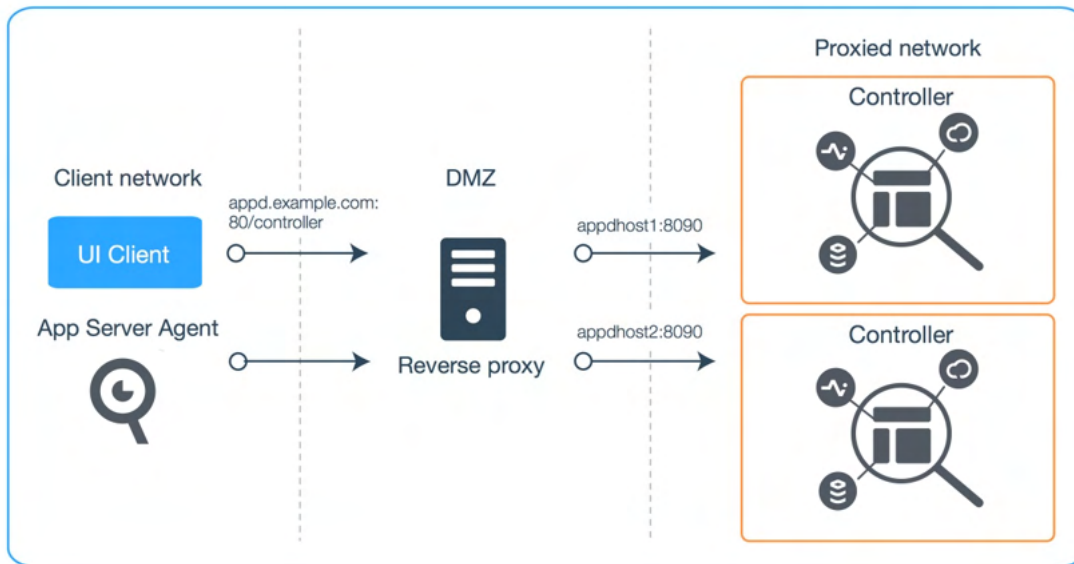 Proxied network
Controller
Client network
DMZ
appd.example.com:
80/controller
appdhost1:8090
UI Client
App Server Agent
Reverse proxy
appdhost2:8090
Controller